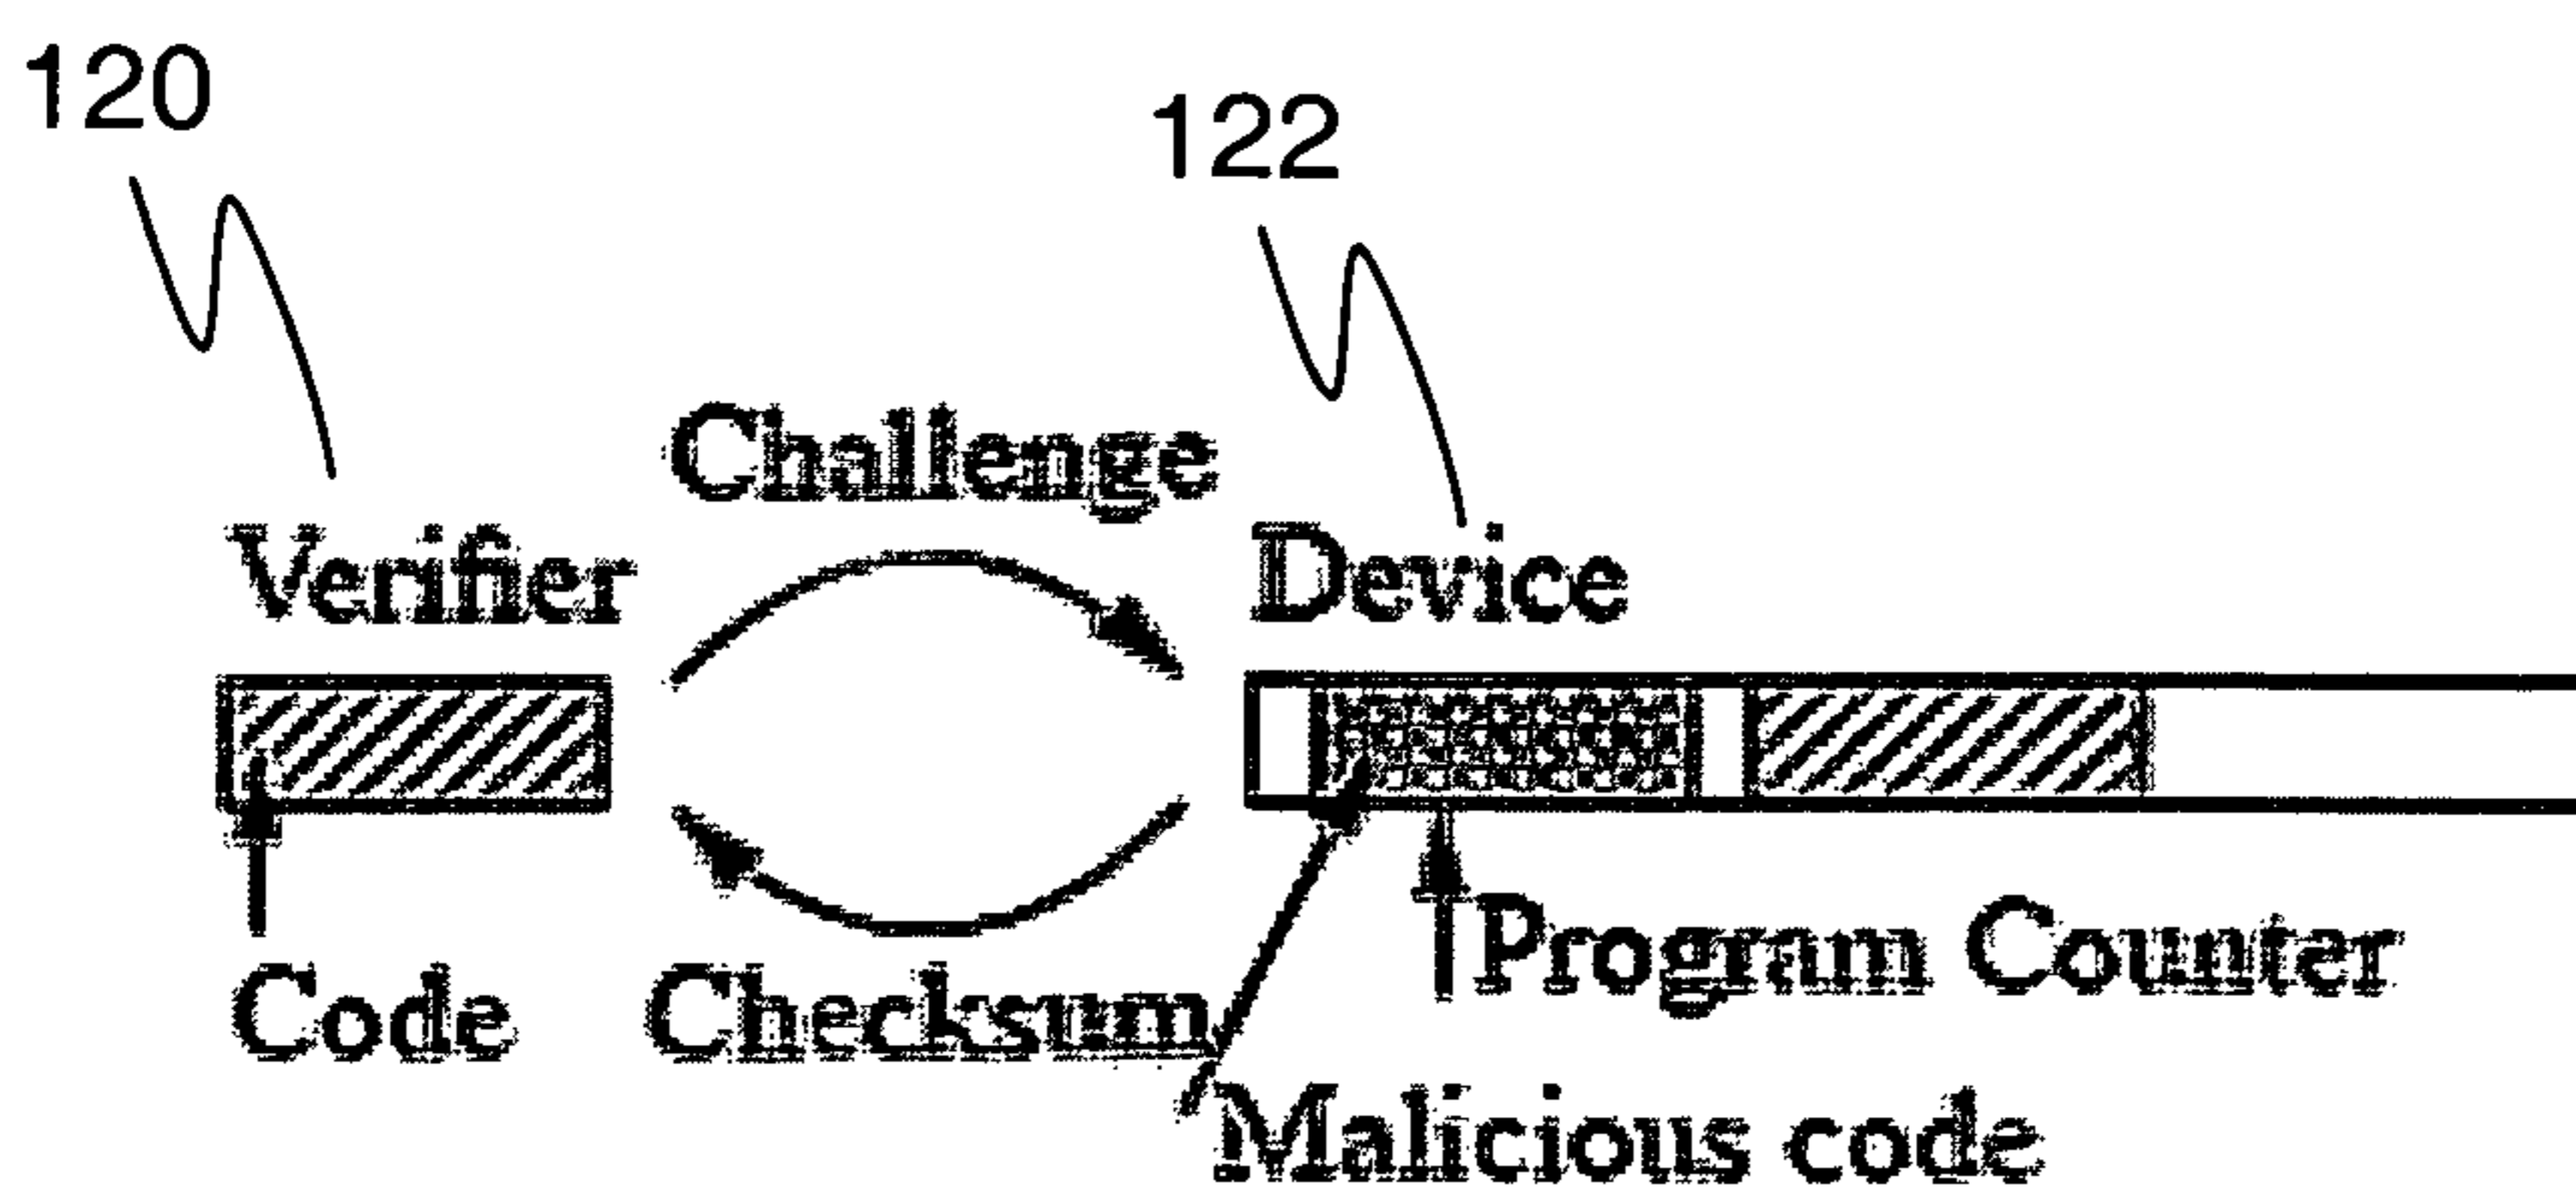 120
122
Challenge
Verifier
Device
Program Counter
Code
Checksum
Malicious code